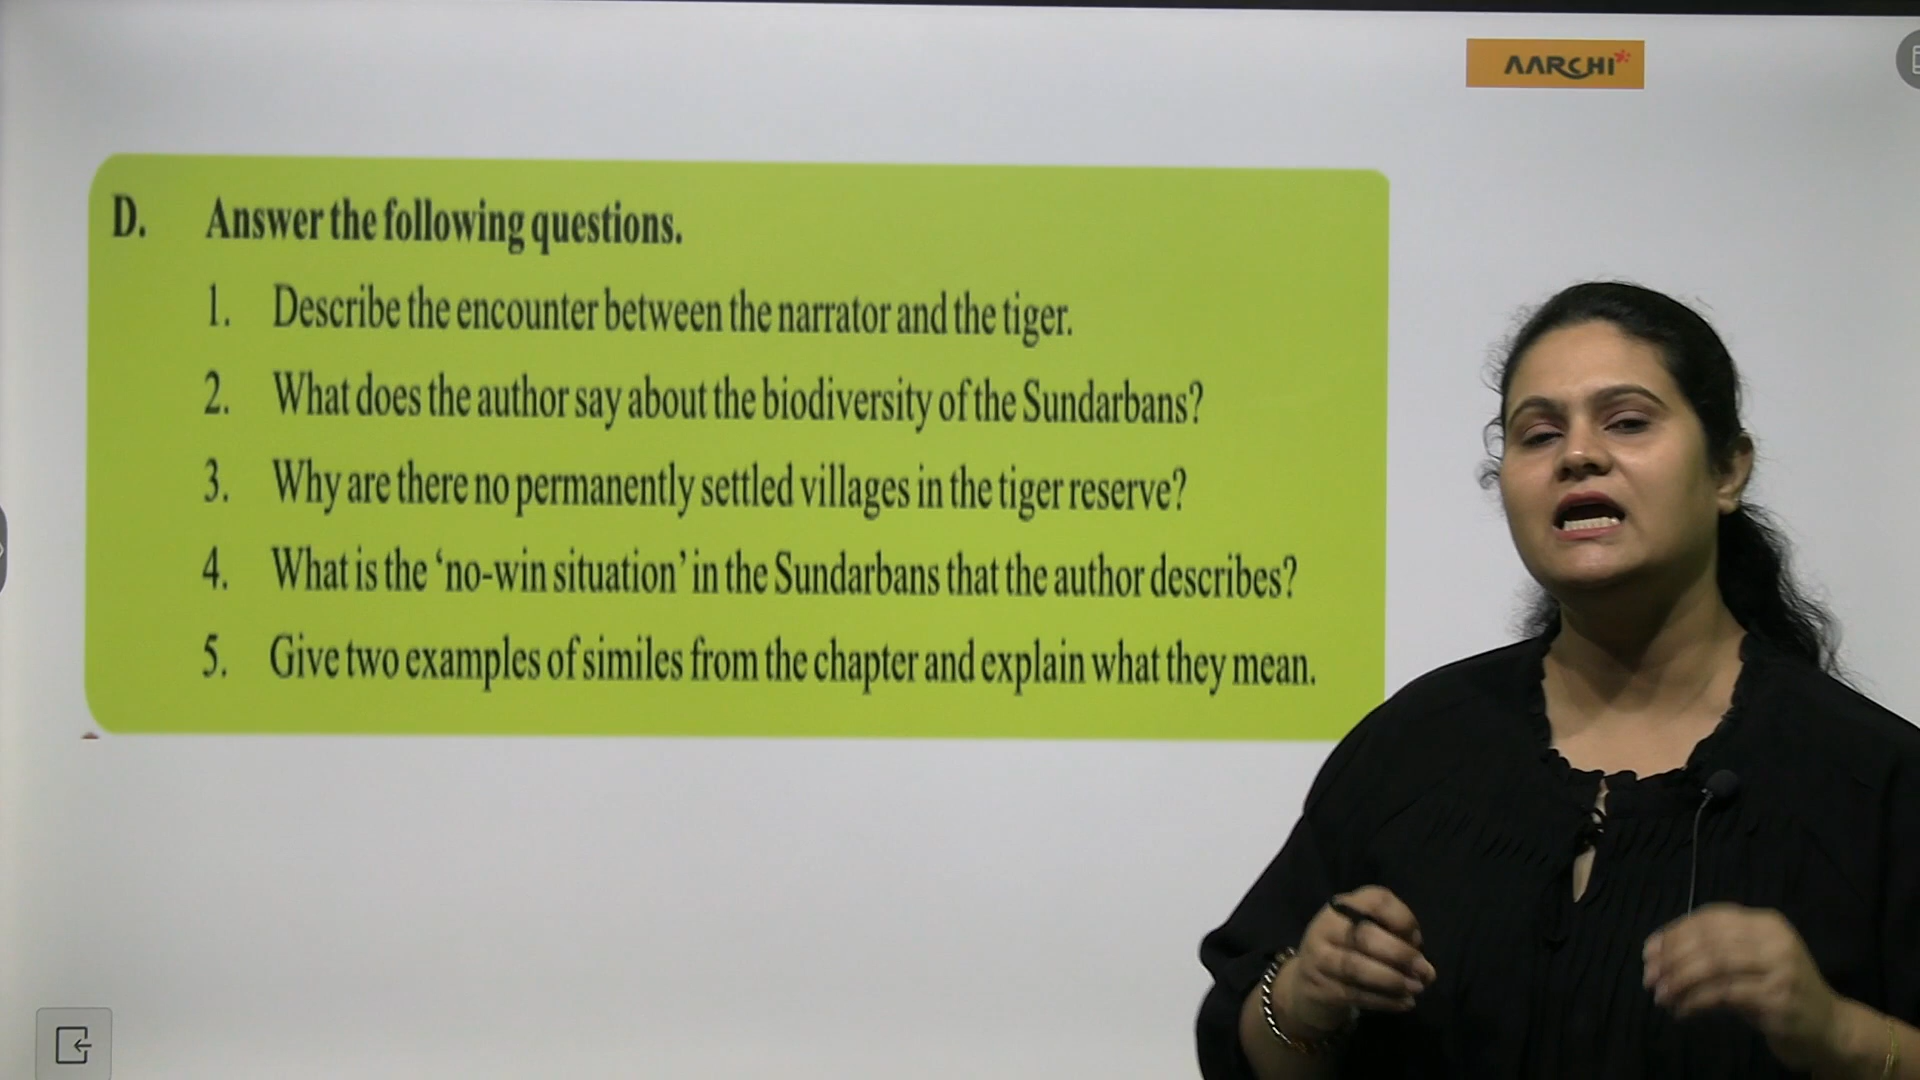 AARCHI
D. Answer the following questions.
1. Describe the encounter between the narrator and the tiger.
2. What does the author say about the biodiversity of the Sundarbans?
3. Why are there no permanently settled villages in the tiger reserve?
4. What is the ‘no-win situation’ in the Sundarbans that the author describes?
5. Give two examples of similes from the chapter and explain what they mean.